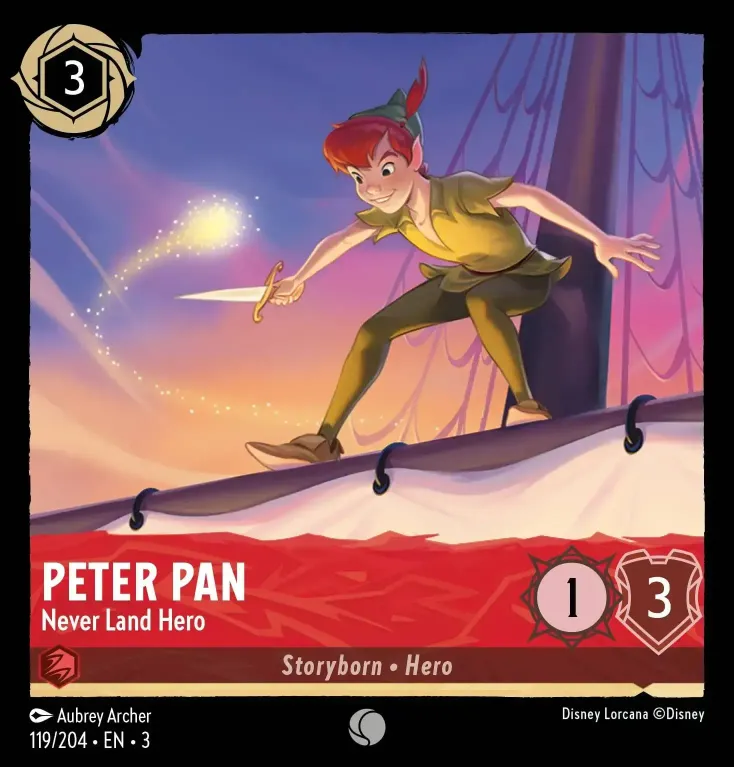 3
PETER PAN
Never Land Hero
1
3
Storyborn • Hero
Aubrey Archer
Disney Lorcana ©Disney
119/204 • EN • 3